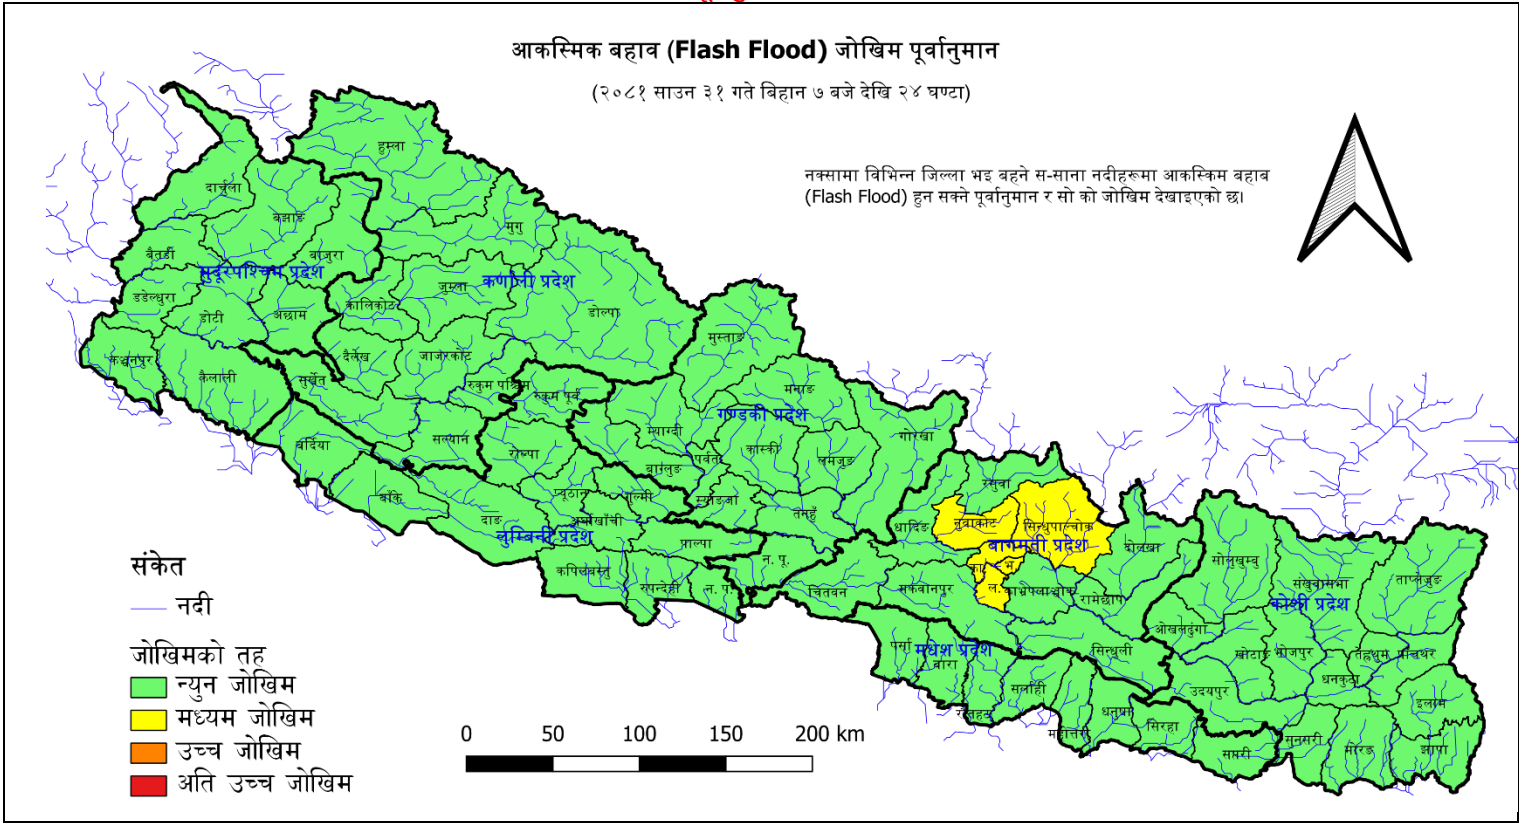 आकस्मिक बहाव (Flash Flood) जोखिम पूर्वानुमान
(२०८१ साउन ३१ गते बिहान ७ बजे देखि २४ घण्टा)
नक्सामा विभिन्न जिल्ला भइ बहने स-साना नदीहरूमा आकस्किम बहाब
(Flash Flood) हुन सक्ने पूर्वानुमान र सो को जोखिम देखाइएको छ।
हुम्ला
दार्चुला
बझाङ
मुगु
बैतडी
बाजुरा
सुदूरपश्चिम प्रदेश
कर्णाली प्रदेश
जुम्ला
डडेल्धुरा
कालिकोट
डोल्पा
डोटी
अछाम
मुस्ताङ
कञ्चनपुर
दैलेख
जाजरकोट
कैलाली
सुर्खेत
रुकुम पश्चिम
रुकुम पूर्व
मनाङ
गण्डकी प्रदेश
म्याग्दी
गोरखा
बर्दिया
सल्यान
रोल्पा
पर्वत
कास्की
लमजुङ
बाग्लुङ
रसुवा
बाँके
प्यूठान
गुल्मी
स्याङजा
दाङ
अर्घाखाँची
तनहुँ
धादिङ
नुवाकोट
सिन्धुपाल्चोक
लुम्बिनी प्रदेश
पाल्पा
बागमती प्रदेश
दोलखा
न. पू.
सोलुखुम्बु
कपिलबस्तु
का.
भ.
रुपन्देही
न. प.
चितवन
मकवानपुर
ल.
काभ्रेपलाञ्चोक
रामेछाप
संखुवासभा
ताप्लेजुङ
कोशी प्रदेश
ओखलढुंगा
पर्सा
मधेश प्रदेश
बारा
सिन्धुली
खोटाङ
भोजपुर
तेह्रथुम
पाँचथर
धनकुटा
सर्लाही
उदयपुर
इलाम
रौतहट
धनुषा
महोत्तरी
सिरहा
सप्तरी
सुनसरी
मोरङ
झापा
संकेत
नदी
जोखिमको तह
न्युन जोखिम
मध्यम जोखिम
उच्च जोखिम
अति उच्च जोखिम
0 50 100 150 200 km